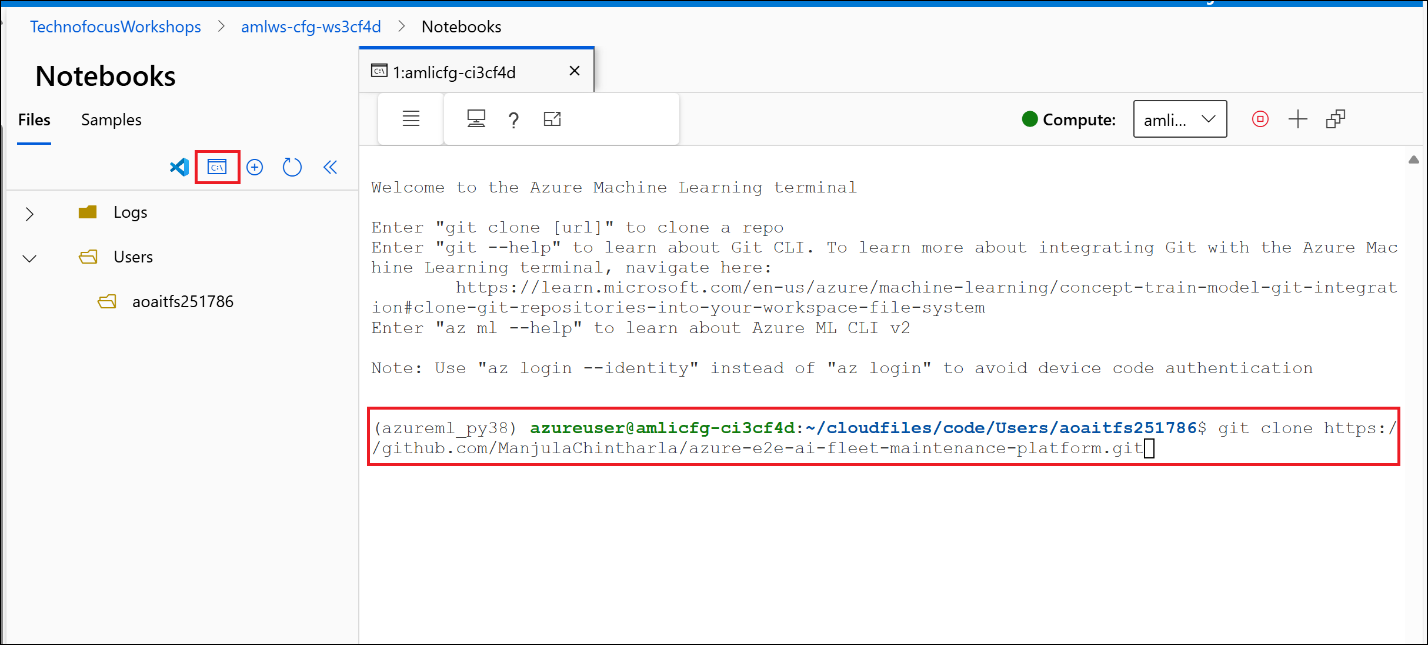 TechnofocusWorkshops > amlws-cfg-ws3cf4d > Notebooks
Notebooks
Files Samples
Logs
Users
aoaitfs251786
1:amlicfg-ci3cf4d
? Compute: amli...
Welcome to the Azure Machine Learning terminal
Enter "git clone [url]" to clone a repo
Enter "git --help" to learn about Git CLI. To learn more about integrating Git with the Azure Mac
hine Learning terminal, navigate here:
https://learn.microsoft.com/en-us/azure/machine-learning/concept-train-model-git-integrat
ion#clone-git-repositories-into-your-workspace-file-system
Enter "az ml --help" to learn about Azure ML CLI v2
Note: Use "az login --identity" instead of "az login" to avoid device code authentication
(azureml_py38) azureuser@amlicfg-ci3cf4d:~/cloudfiles/code/Users/aoaitfs251786$ git clone https:/
/github.com/ManjulaChintharla/azure-e2e-ai-fleet-maintenance-platform.git